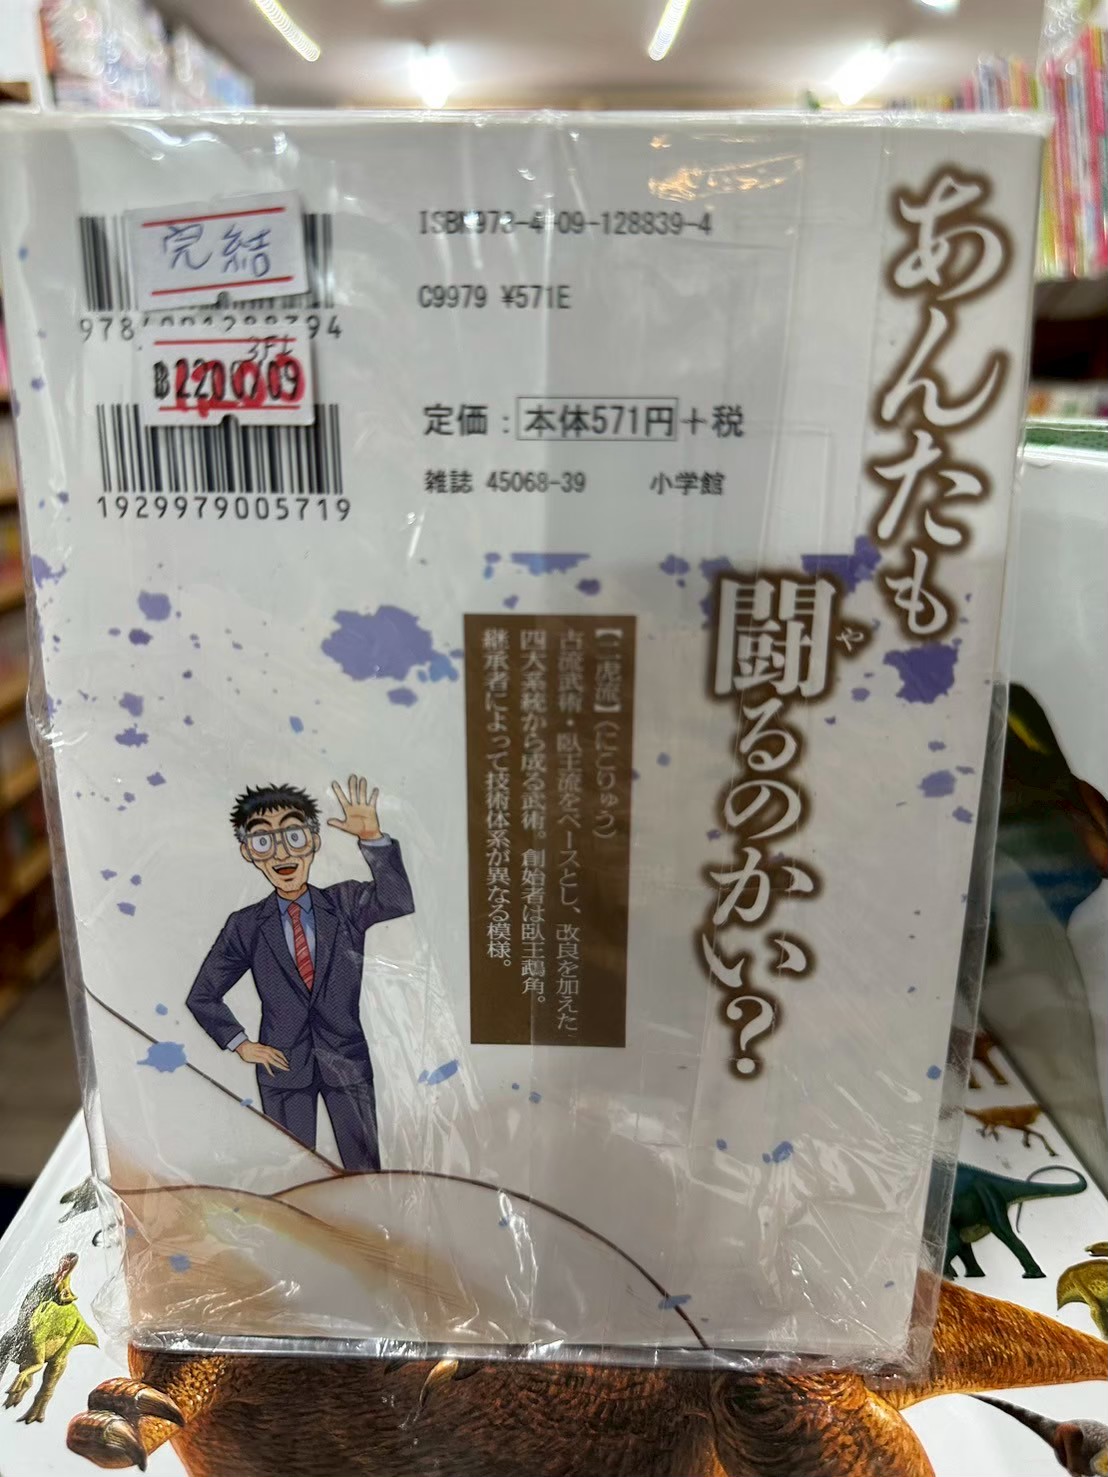 完結
ISBN978-4-09-128839-4
C9979 ¥571E
3F上
1929979005719
定価：本体571円＋税
雑誌 45068-39 小学館
あんたも
闘るのかい？
や
【二虎流】（にこりゅう）
古流武術・臥王流をベースとし、改良を加えた
四大系統から成る武術。創始者は臥王鵡角。
継承者によって技術体系が異なる模様。